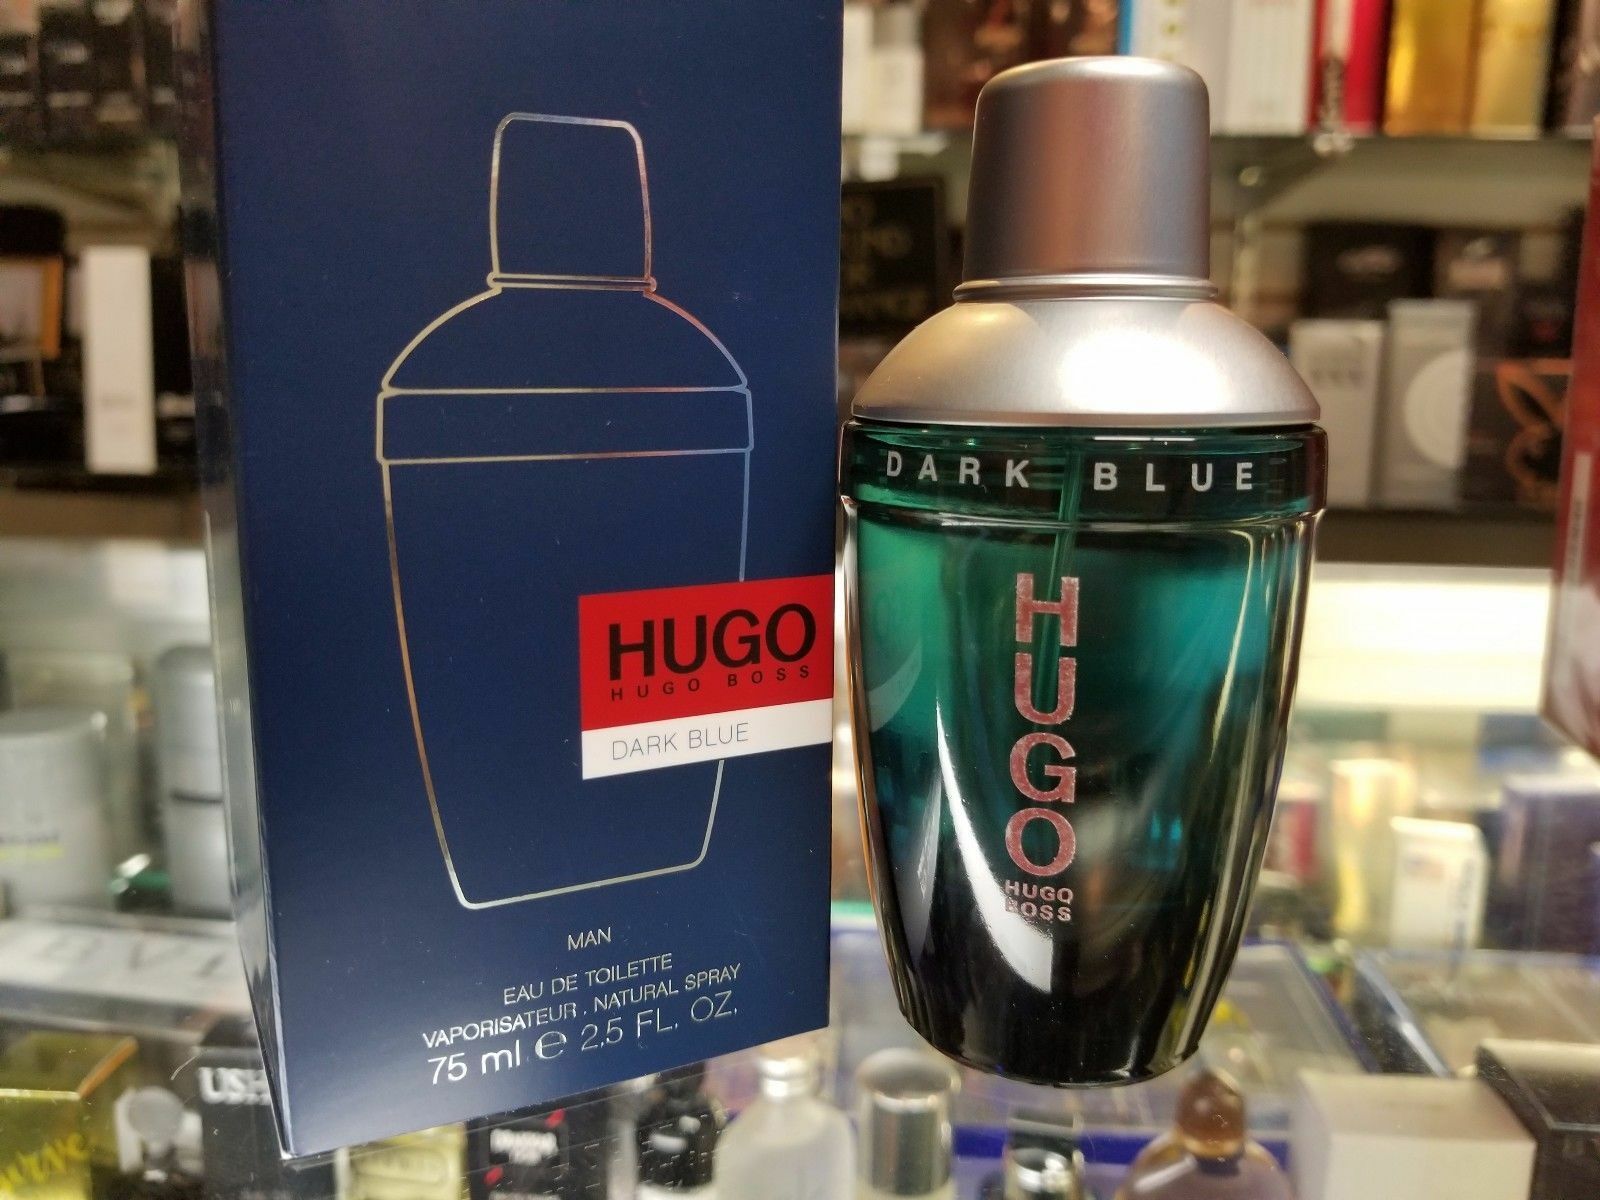 HUGO
HUGO BOSS
DARK BLUE
MAN
EAU DE TOILETTE
VAPORISATEUR . NATURAL SPRAY
75 ml e 2.5 FL. OZ.
DARK BLUE
HUGO
HUGO
BOSS